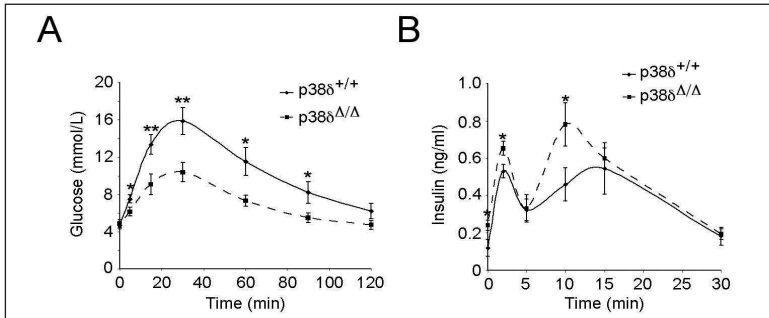 A
p38δ+/+
p38δΔ/Δ
Glucose (mmol/L)
20
16
12
8
4
0
*
**
**
*
*
0 20 40 60 80 100 120
Time (min)
B
p38δ+/+
p38δΔ/Δ
Insulin (ng/ml)
1.0
0.8
0.6
0.4
0.2
0
*
*
*
0 5 10 15 20 25 30
Time (min)